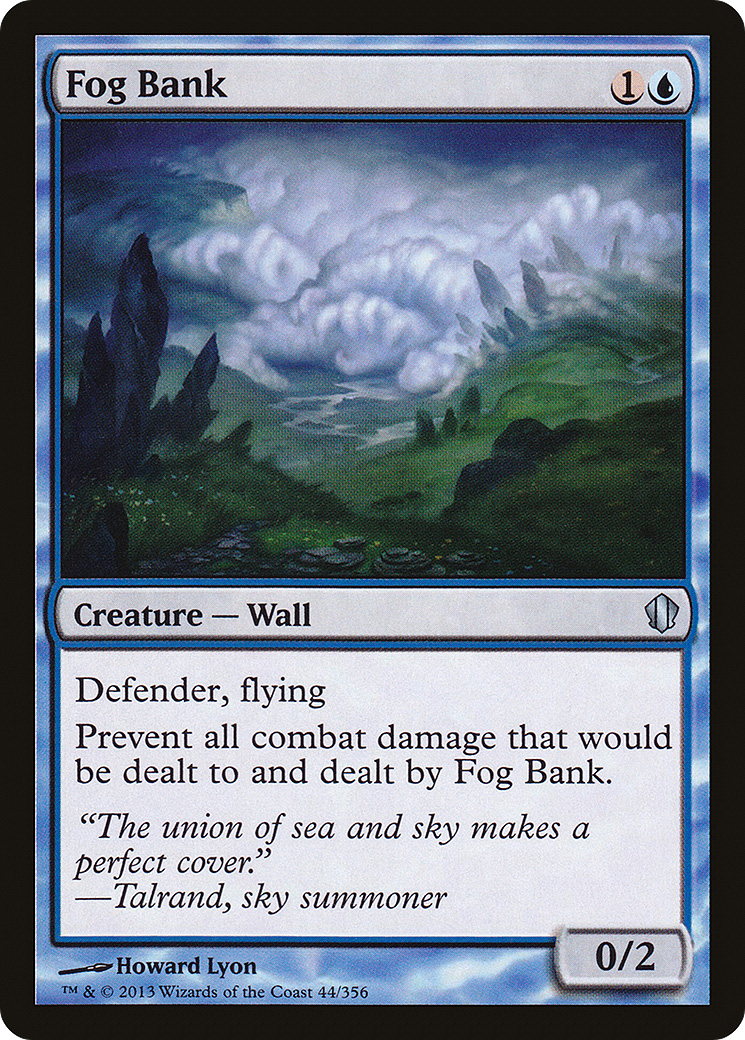 Fog Bank 1
Creature — Wall
Defender, flying
Prevent all combat damage that would
be dealt to and dealt by Fog Bank.
“The union of sea and sky makes a
perfect cover.”
—Talrand, sky summoner
0/2
Howard Lyon
™ & © 2013 Wizards of the Coast 44/356